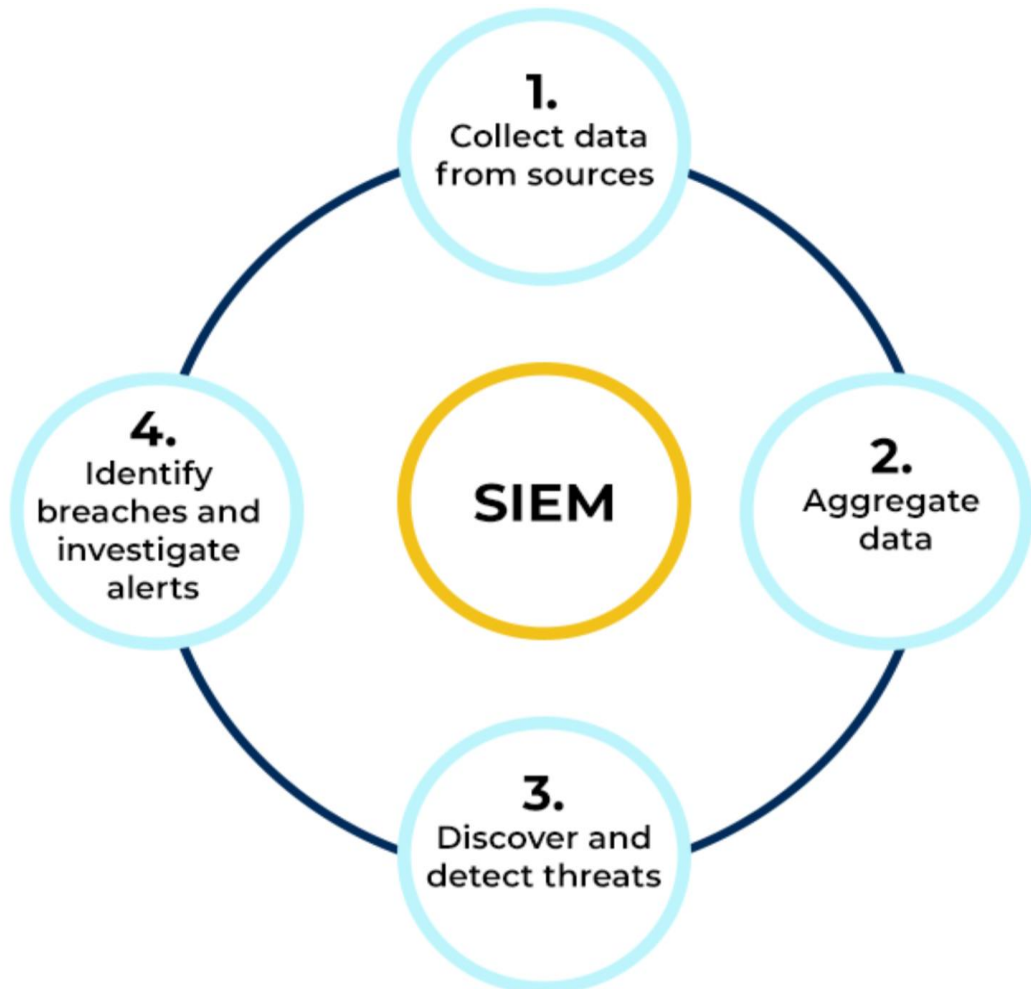 1.
Collect data
from sources
2.
Aggregate
data
3.
Discover and
detect threats
4.
Identify
breaches and
investigate
alerts
SIEM